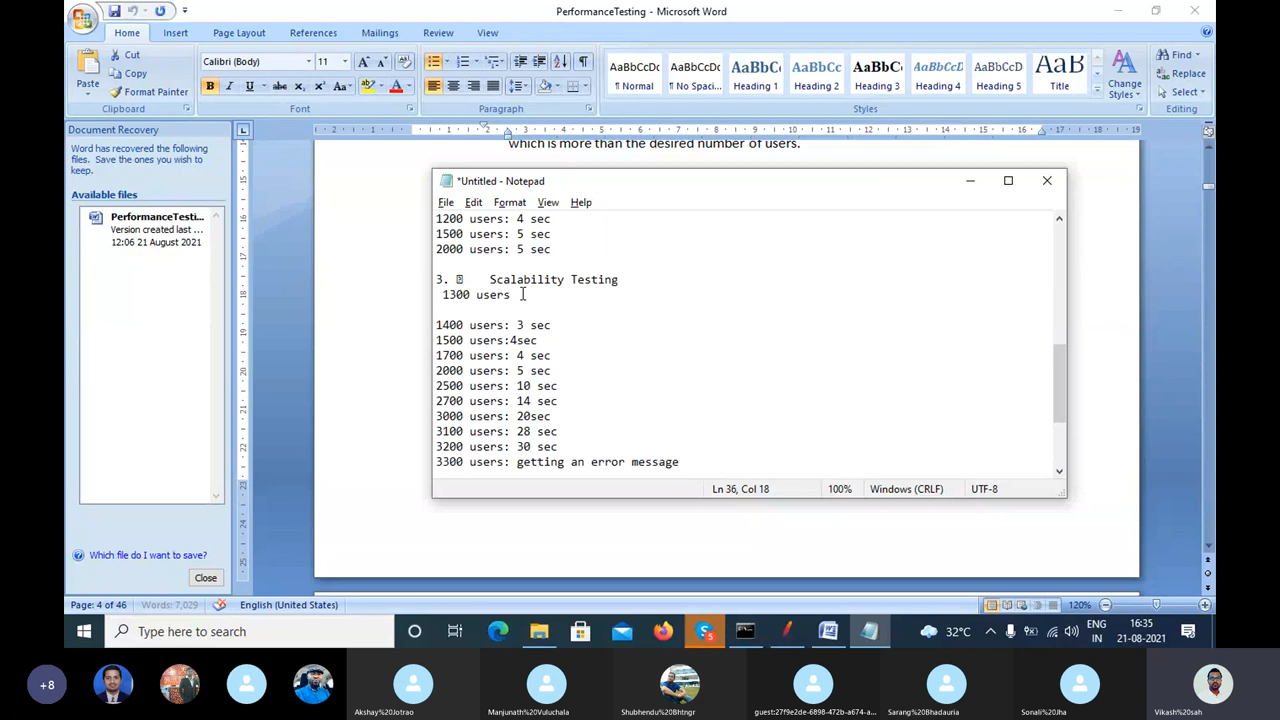 PerformanceTesting - Microsoft Word
Home Insert Page Layout References Mailings Review View
Paste
Cut
Copy
Format Painter
Clipboard
Calibri (Body) 11
Font
Paragraph
AaBbCcDc AaBbCcDc AaBbC AaBbCc AaBbC AaBbCc AaBbC AaB
¶ Normal ¶ No Spaci... Heading 1 Heading 2 Heading 3 Heading 4 Heading 5 Title
Change Styles
Styles
Find
Replace
Select
Editing
Document Recovery
Word has recovered the following
files. Save the ones you wish to
keep.
Available files
PerformanceTesti...
Version created last ...
12:06 21 August 2021
Which file do I want to save?
Close
which is more than the desired number of users.
*Untitled - Notepad
File Edit Format View Help
1200 users: 4 sec
1500 users: 5 sec
2000 users: 5 sec
3. Scalability Testing
1300 users
1400 users: 3 sec
1500 users:4sec
1700 users: 4 sec
2000 users: 5 sec
2500 users: 10 sec
2700 users: 14 sec
3000 users: 20sec
3100 users: 28 sec
3200 users: 30 sec
3300 users: getting an error message
Ln 36, Col 18 100% Windows (CRLF) UTF-8
Page: 4 of 46 Words: 7,029 English (United States) 120%
Type here to search
32°C
ENG
IN
16:35
21-08-2021
+8
Akshay%20Jotrao
Manjunath%20Vuluchala
Shubhendu%20Bhtngr
guest:27f9e2de-6898-472b-a674-a...
Sarang%20Bhadauria
Sonali%20Jha
Vikash%20sah